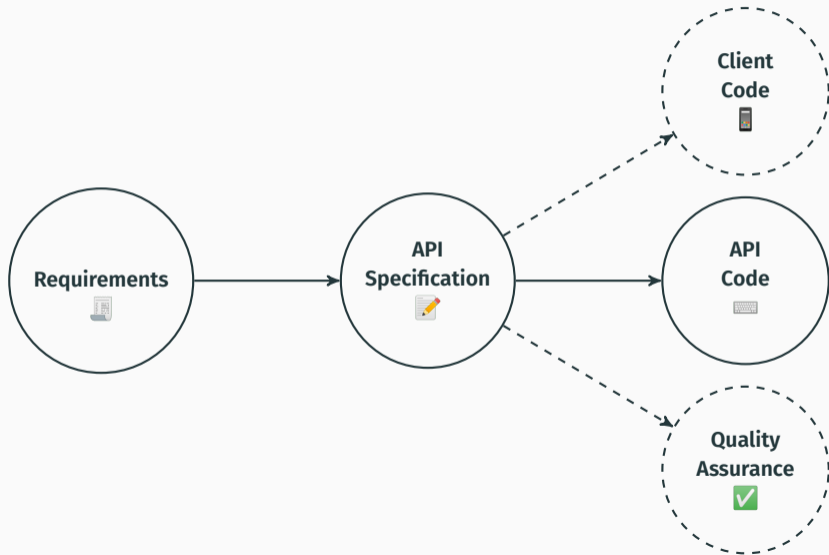 Client
Code
Requirements
API
Specification
API
Code
Quality
Assurance